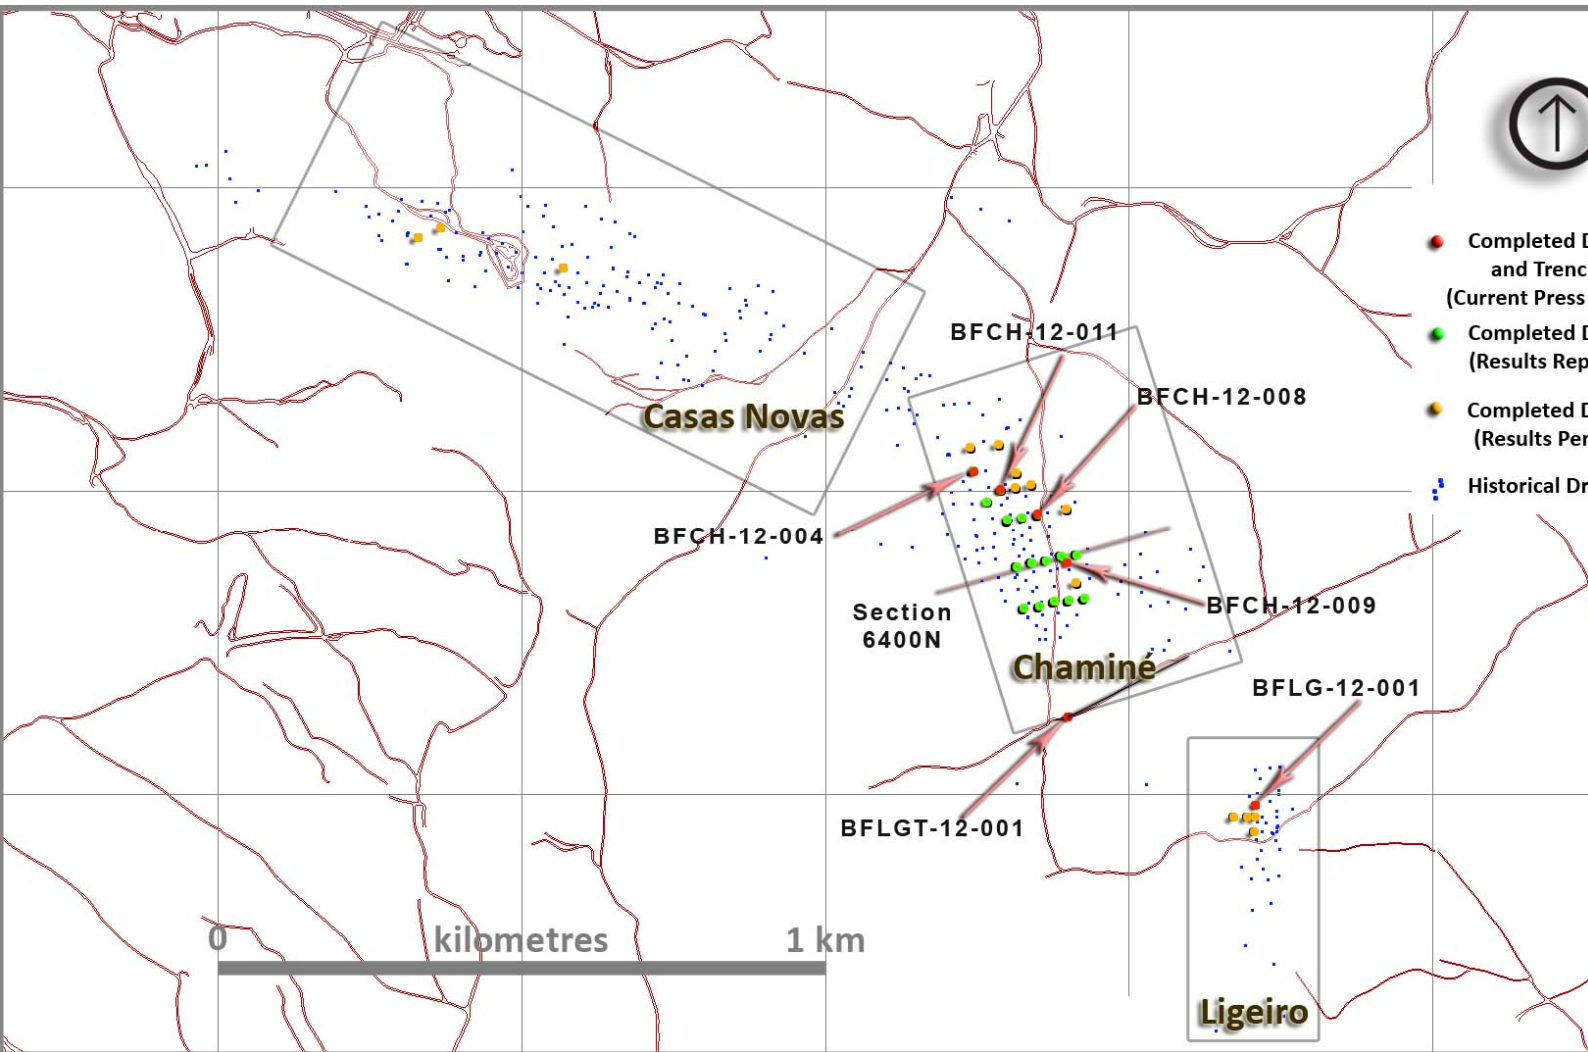 Completed D
and Trenc
(Current Press
Completed D
(Results Rep
Completed D
(Results Per
Historical Dr
BFCH-12-011
BFCH-12-008
Casas Novas
BFCH-12-004
Section
6400N
BFCH-12-009
Chaminé
BFLG-12-001
BFLGT-12-001
0 kilometres 1 km
Ligeiro